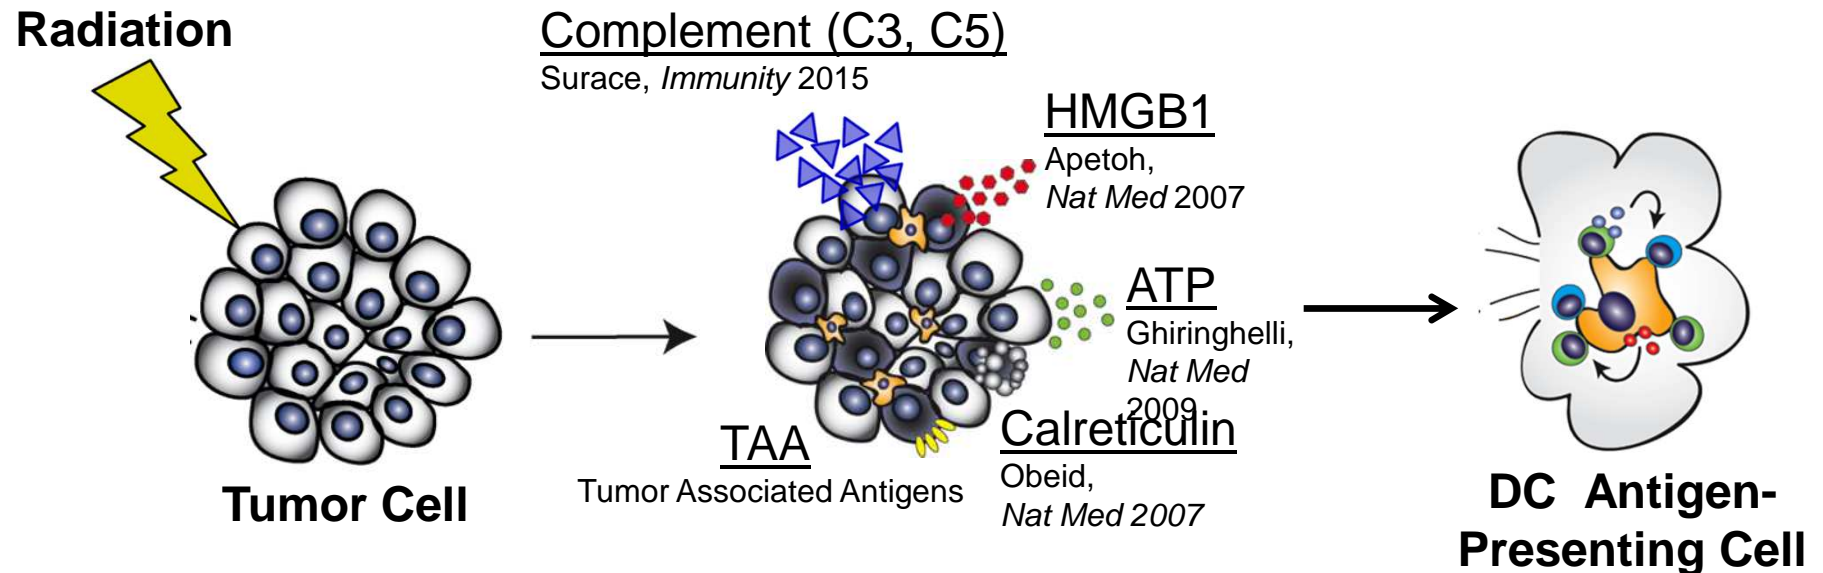 Radiation
Complement (C3, C5)
Surace, Immunity 2015
HMGB1
Apetoh,
Nat Med 2007
ATP
Ghiringhelli,
Nat Med
2009
Calreticulin
Obeid,
Nat Med 2007
TAA
Tumor Associated Antigens
Tumor Cell
DC Antigen-
Presenting Cell